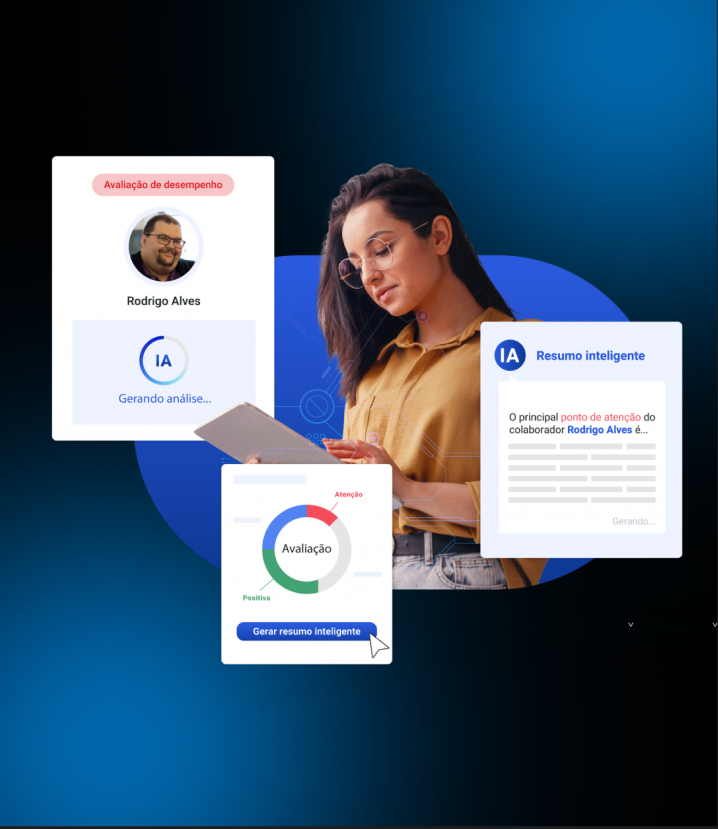 Avaliação de desempenho
Rodrigo Alves
IA
Gerando análise...
IA
Resumo inteligente
O principal ponto de atenção do
colaborador Rodrigo Alves é...
Gerando...
Atenção
Avaliação
Positiva
Gerar resumo inteligente